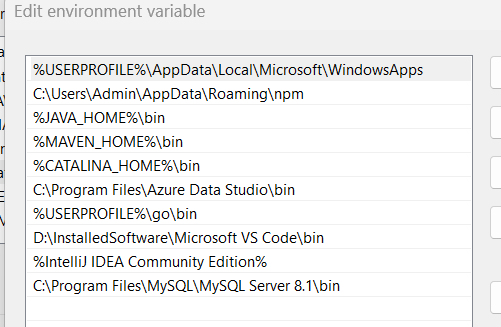 Edit environment variable
%USERPROFILE%\AppData\Local\Microsoft\WindowsApps
C:\Users\Admin\AppData\Roaming\npm
%JAVA_HOME%\bin
%MAVEN_HOME%\bin
%CATALINA_HOME%\bin
C:\Program Files\Azure Data Studio\bin
%USERPROFILE%\go\bin
D:\InstalledSoftware\Microsoft VS Code\bin
%IntelliJ IDEA Community Edition%
C:\Program Files\MySQL\MySQL Server 8.1\bin